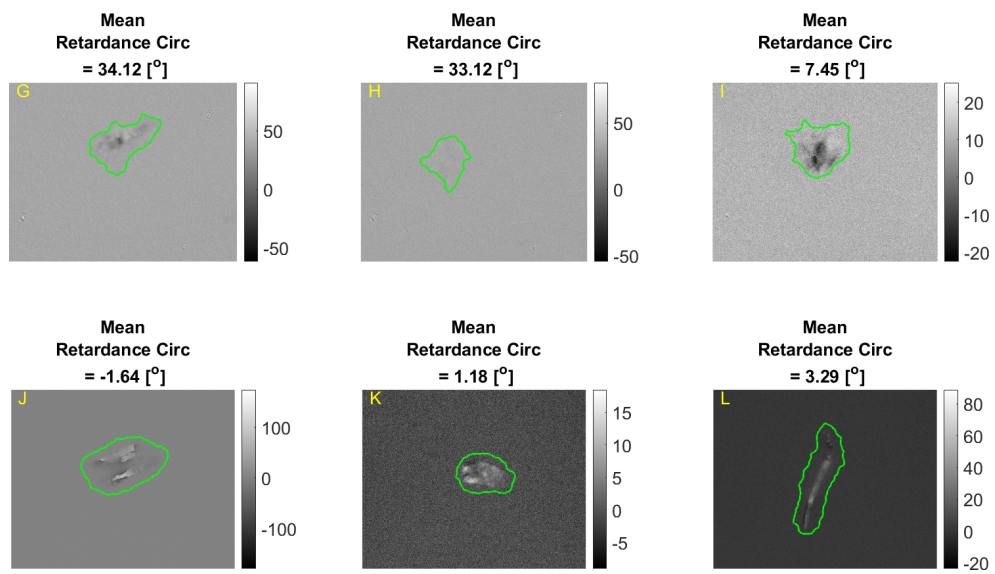 Mean
Retardance Circ
= 34.12 [o]
G
50
0
-50
Mean
Retardance Circ
= 33.12 [o]
H
50
0
-50
Mean
Retardance Circ
= 7.45 [o]
I
20
10
0
-10
-20
Mean
Retardance Circ
= -1.64 [o]
J
100
0
-100
Mean
Retardance Circ
= 1.18 [o]
K
15
10
5
0
-5
Mean
Retardance Circ
= 3.29 [o]
L
80
60
40
20
0
-20